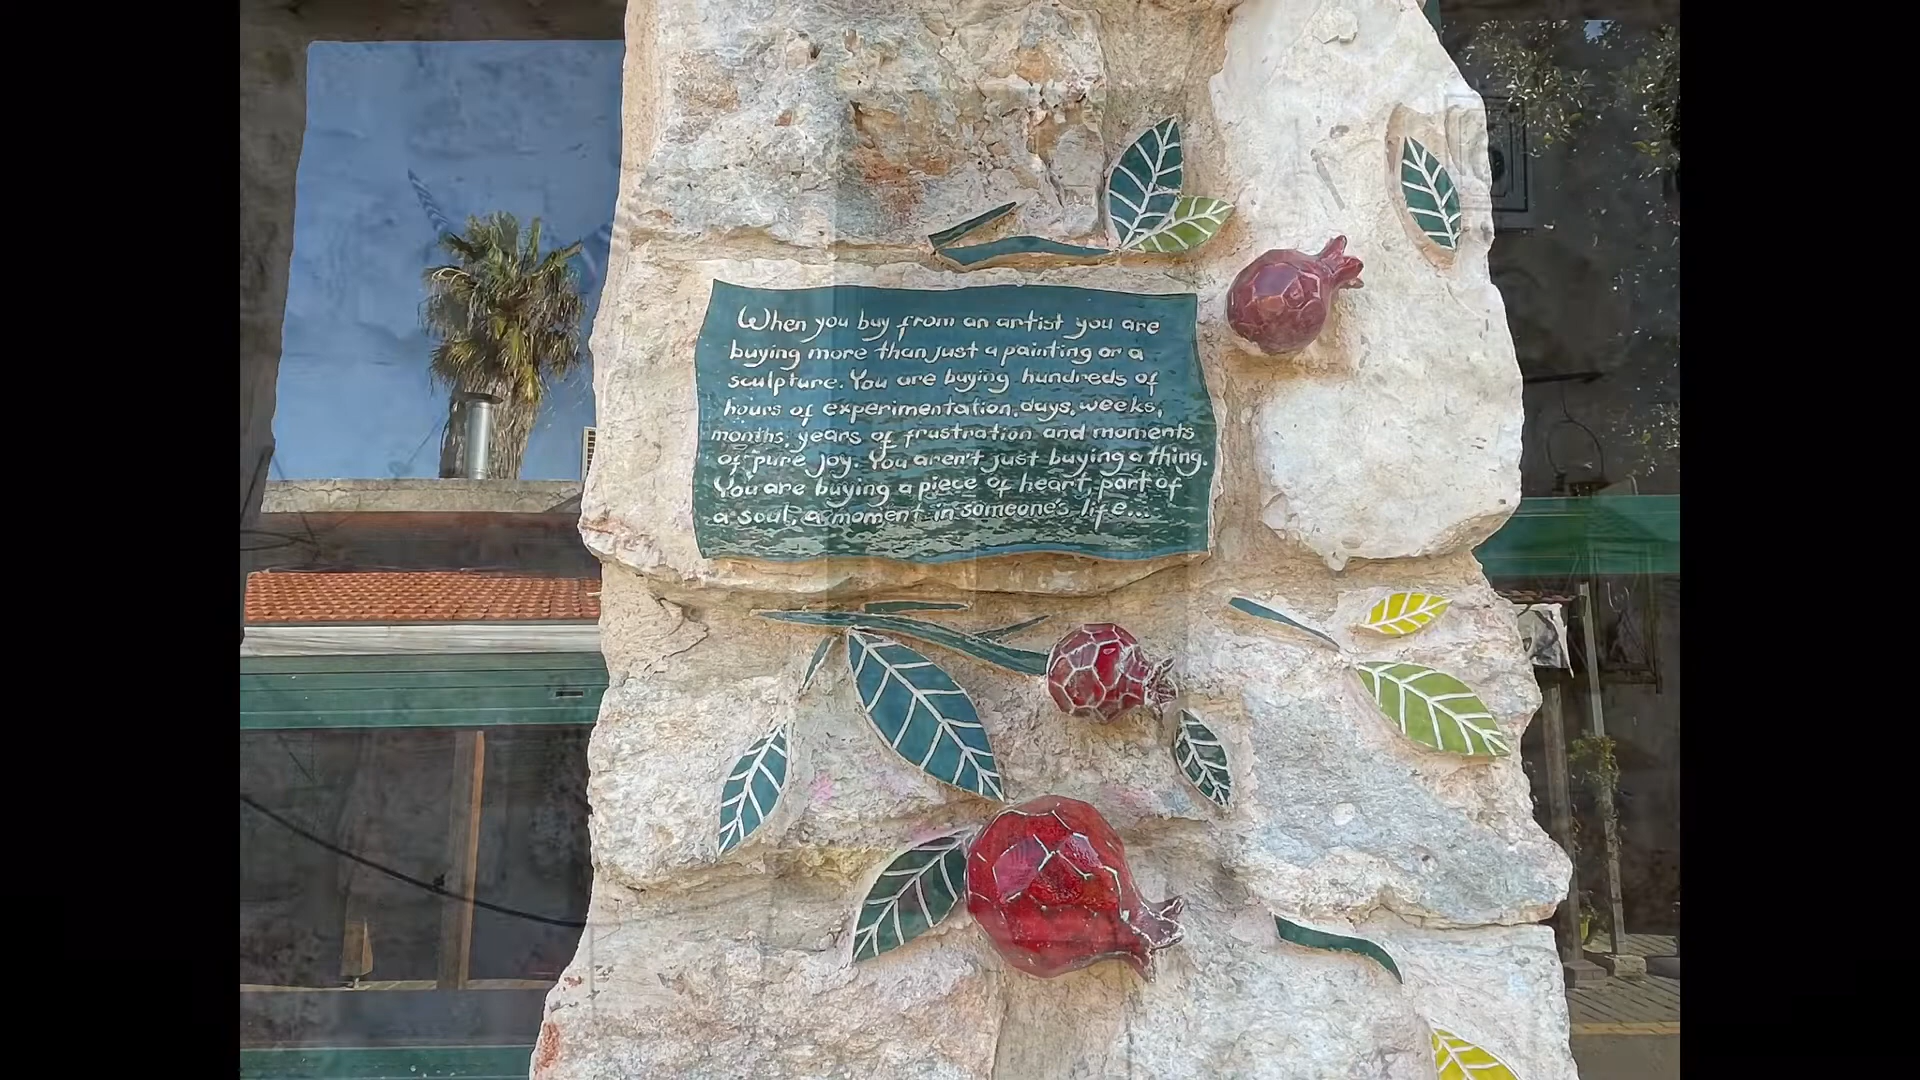 When you buy from an artist you are
buying more than just a painting or a
sculpture. You are buying hundreds of
hours of experimentation, days, weeks,
months, years of frustration and moments
of pure joy. You aren't just buying a thing.
You are buying a piece of heart, part of
a soul, a moment in someone's life...